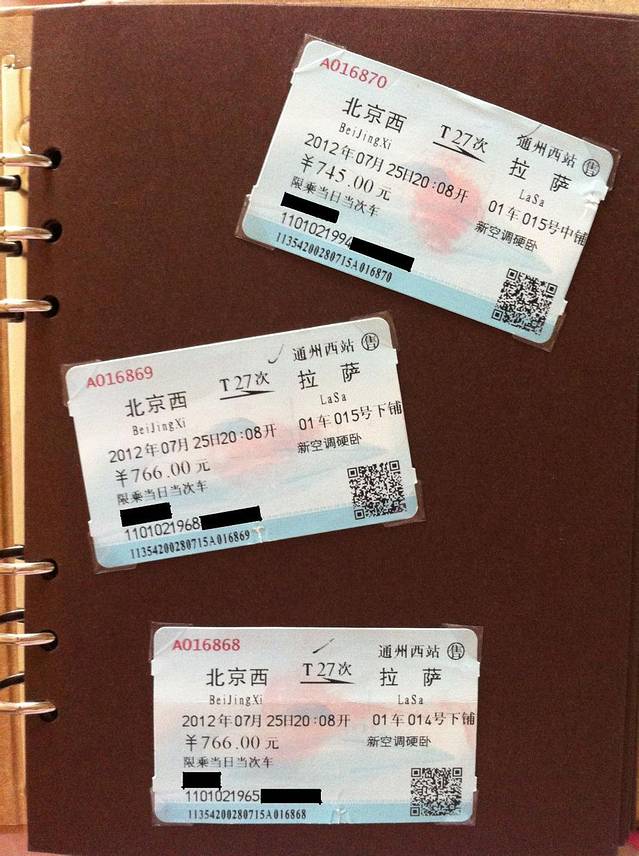 A016870
通州西站 售
北京西 T27次 拉萨
BeiJingXi LaSa
2012年07月25日20:08开 01车015号中铺
￥745.00元 新空调硬卧
限乘当日当次车
1101021994
11354200280715A016870
A016869 通州西站 售
北京西 T27次 拉萨
BeiJingXi LaSa
2012年07月25日20:08开 01车015号下铺
￥766.00元 新空调硬卧
限乘当日当次车
1101021968
11354200280715A016869
A016868 通州西站 售
北京西 T27次 拉萨
BeiJingXi LaSa
2012年07月25日20:08开 01车014号下铺
￥766.00元 新空调硬卧
限乘当日当次车
1101021965
11354200280715A016868